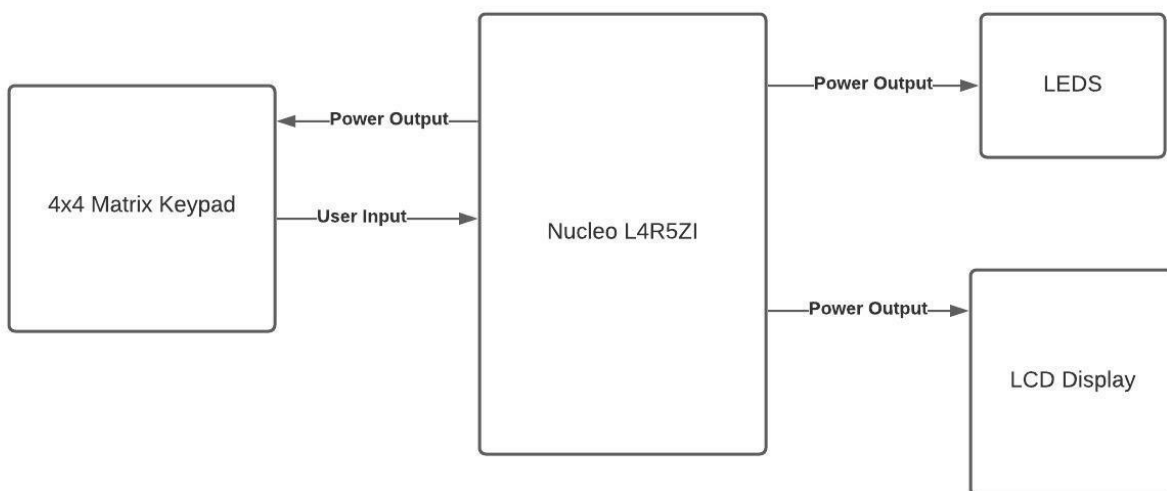 4x4 Matrix Keypad
Power Output
User Input
Nucleo L4R5ZI
Power Output
LEDS
Power Output
LCD Display